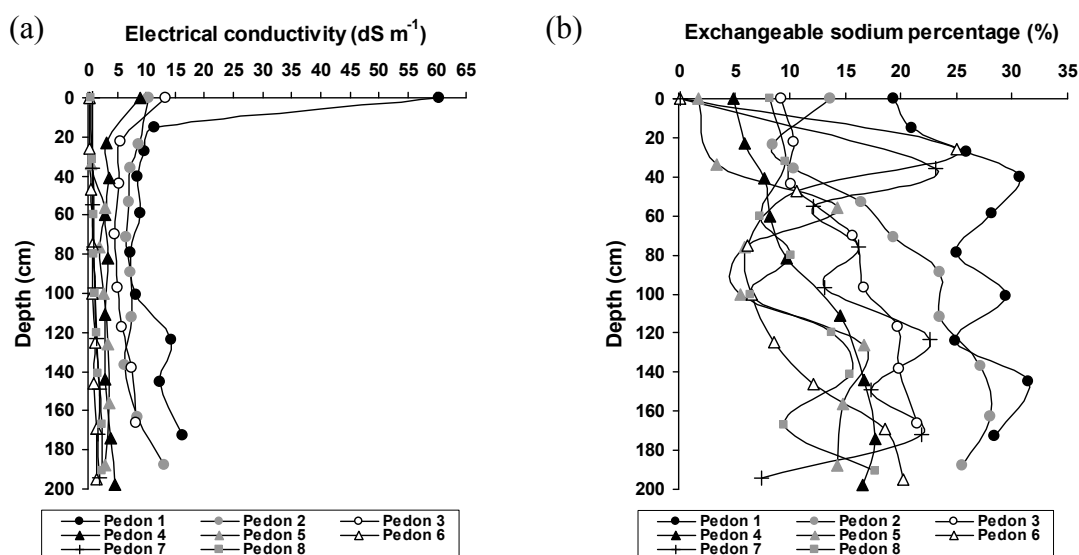 (a)
Electrical conductivity (dS m⁻¹)
0 5 10 15 20 25 30 35 40 45 50 55 60 65
0
20
40
60
80
100
120
140
160
180
200
Depth (cm)
Pedon 1 Pedon 2 Pedon 3
Pedon 4 Pedon 5 Pedon 6
Pedon 7 Pedon 8
(b)
Exchangeable sodium percentage (%)
0 5 10 15 20 25 30 35
0
20
40
60
80
100
120
140
160
180
200
Depth (cm)
Pedon 1 Pedon 2 Pedon 3
Pedon 4 Pedon 5 Pedon 6
Pedon 7 Pedon 8